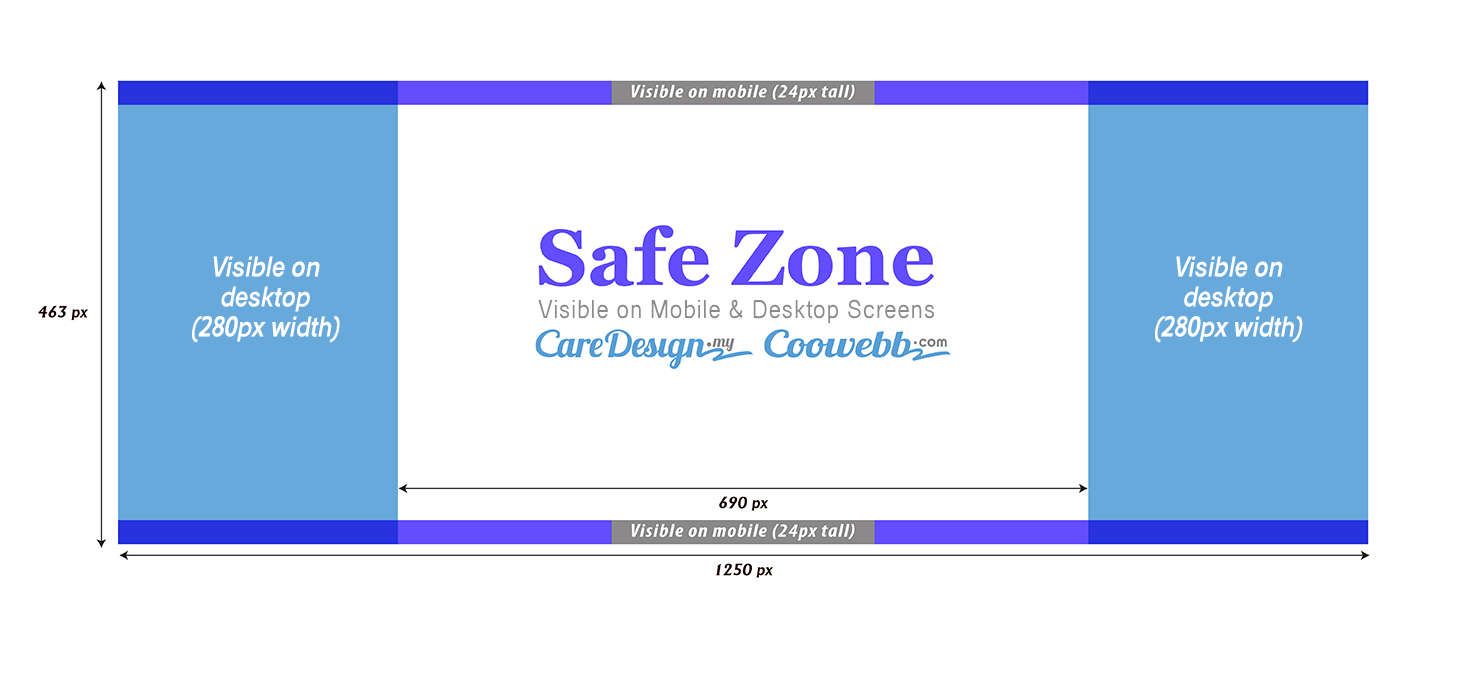 Visible on mobile (24px tall)
Visible on
desktop
(280px width)
463 px
Safe Zone
Visible on Mobile & Desktop Screens
CareDesign.my Coowebb.com
Visible on
desktop
(280px width)
690 px
Visible on mobile (24px tall)
1250 px